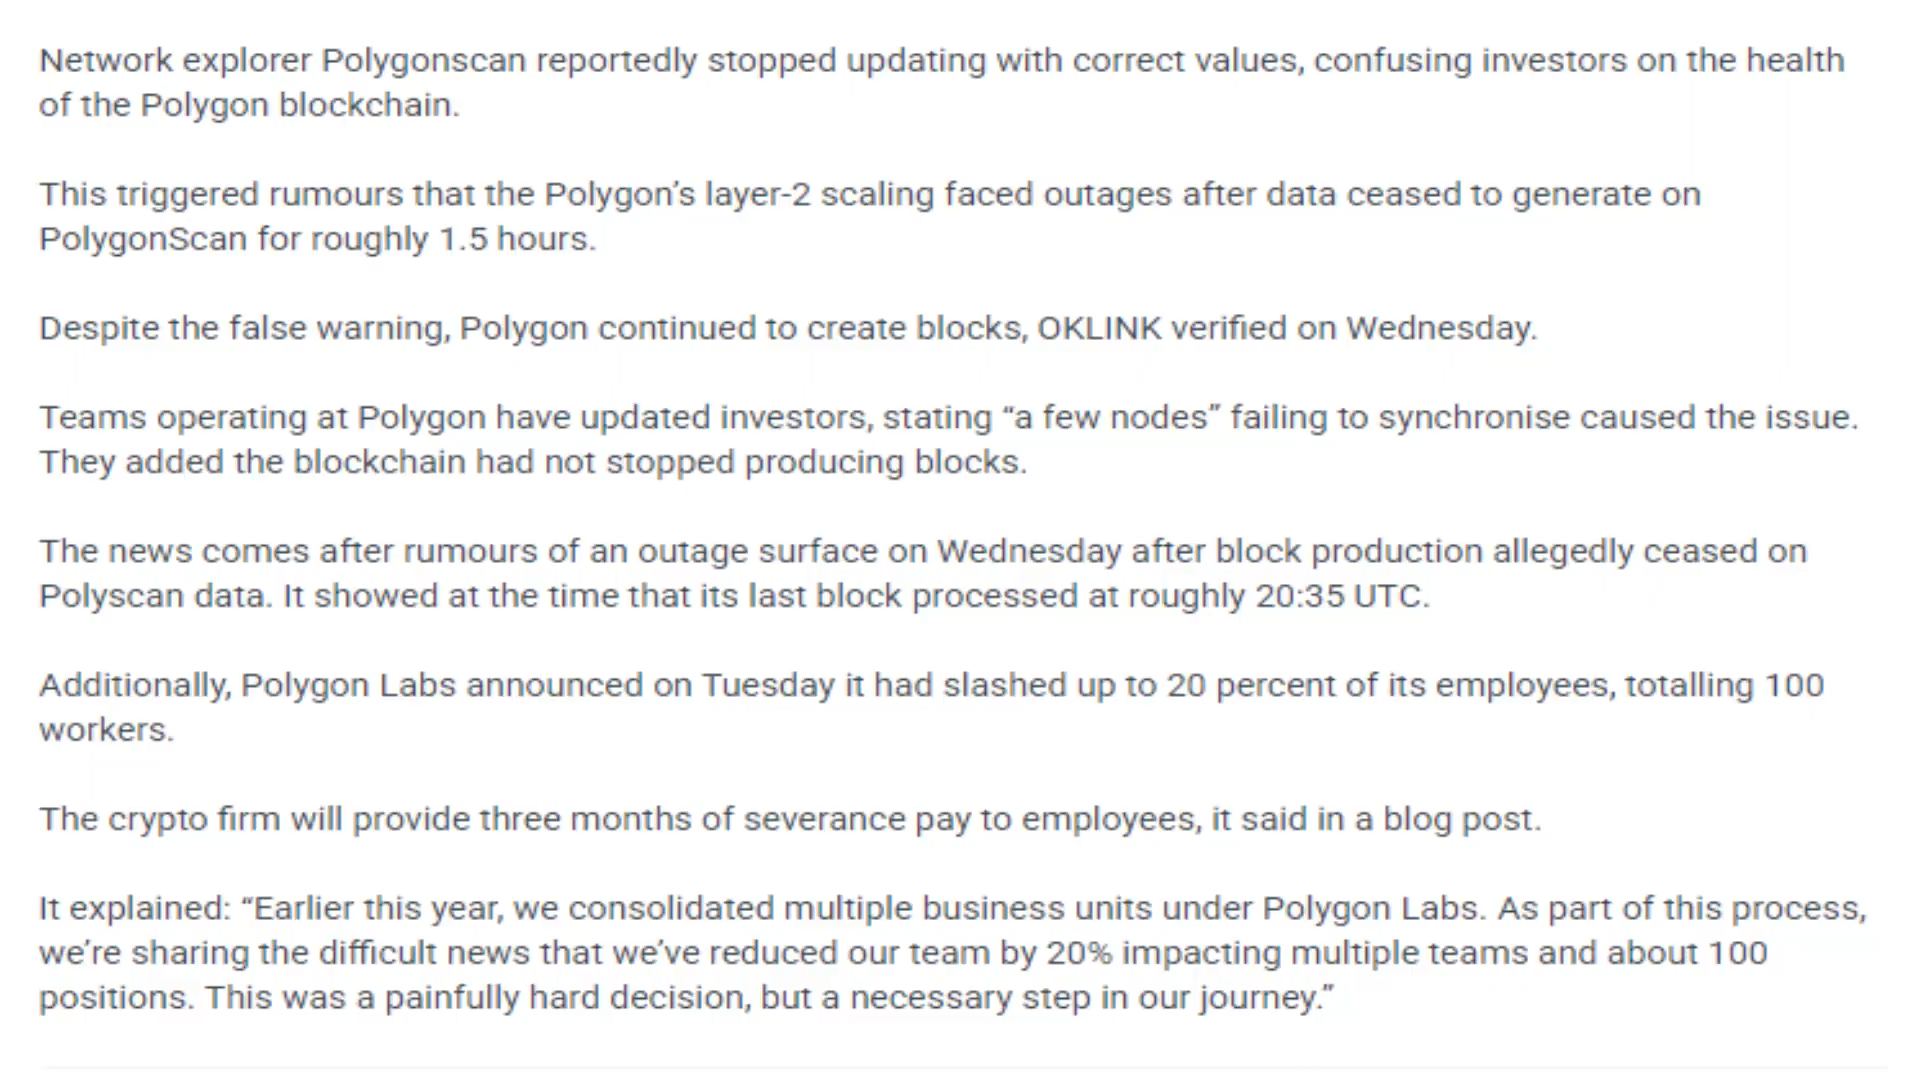 Network explorer Polygonscan reportedly stopped updating with correct values, confusing investors on the health
of the Polygon blockchain.
This triggered rumours that the Polygon’s layer-2 scaling faced outages after data ceased to generate on
PolygonScan for roughly 1.5 hours.
Despite the false warning, Polygon continued to create blocks, OKLINK verified on Wednesday.
Teams operating at Polygon have updated investors, stating “a few nodes” failing to synchronise caused the issue.
They added the blockchain had not stopped producing blocks.
The news comes after rumours of an outage surface on Wednesday after block production allegedly ceased on
Polyscan data. It showed at the time that its last block processed at roughly 20:35 UTC.
Additionally, Polygon Labs announced on Tuesday it had slashed up to 20 percent of its employees, totalling 100
workers.
The crypto firm will provide three months of severance pay to employees, it said in a blog post.
It explained: “Earlier this year, we consolidated multiple business units under Polygon Labs. As part of this process,
we’re sharing the difficult news that we’ve reduced our team by 20% impacting multiple teams and about 100
positions. This was a painfully hard decision, but a necessary step in our journey.”